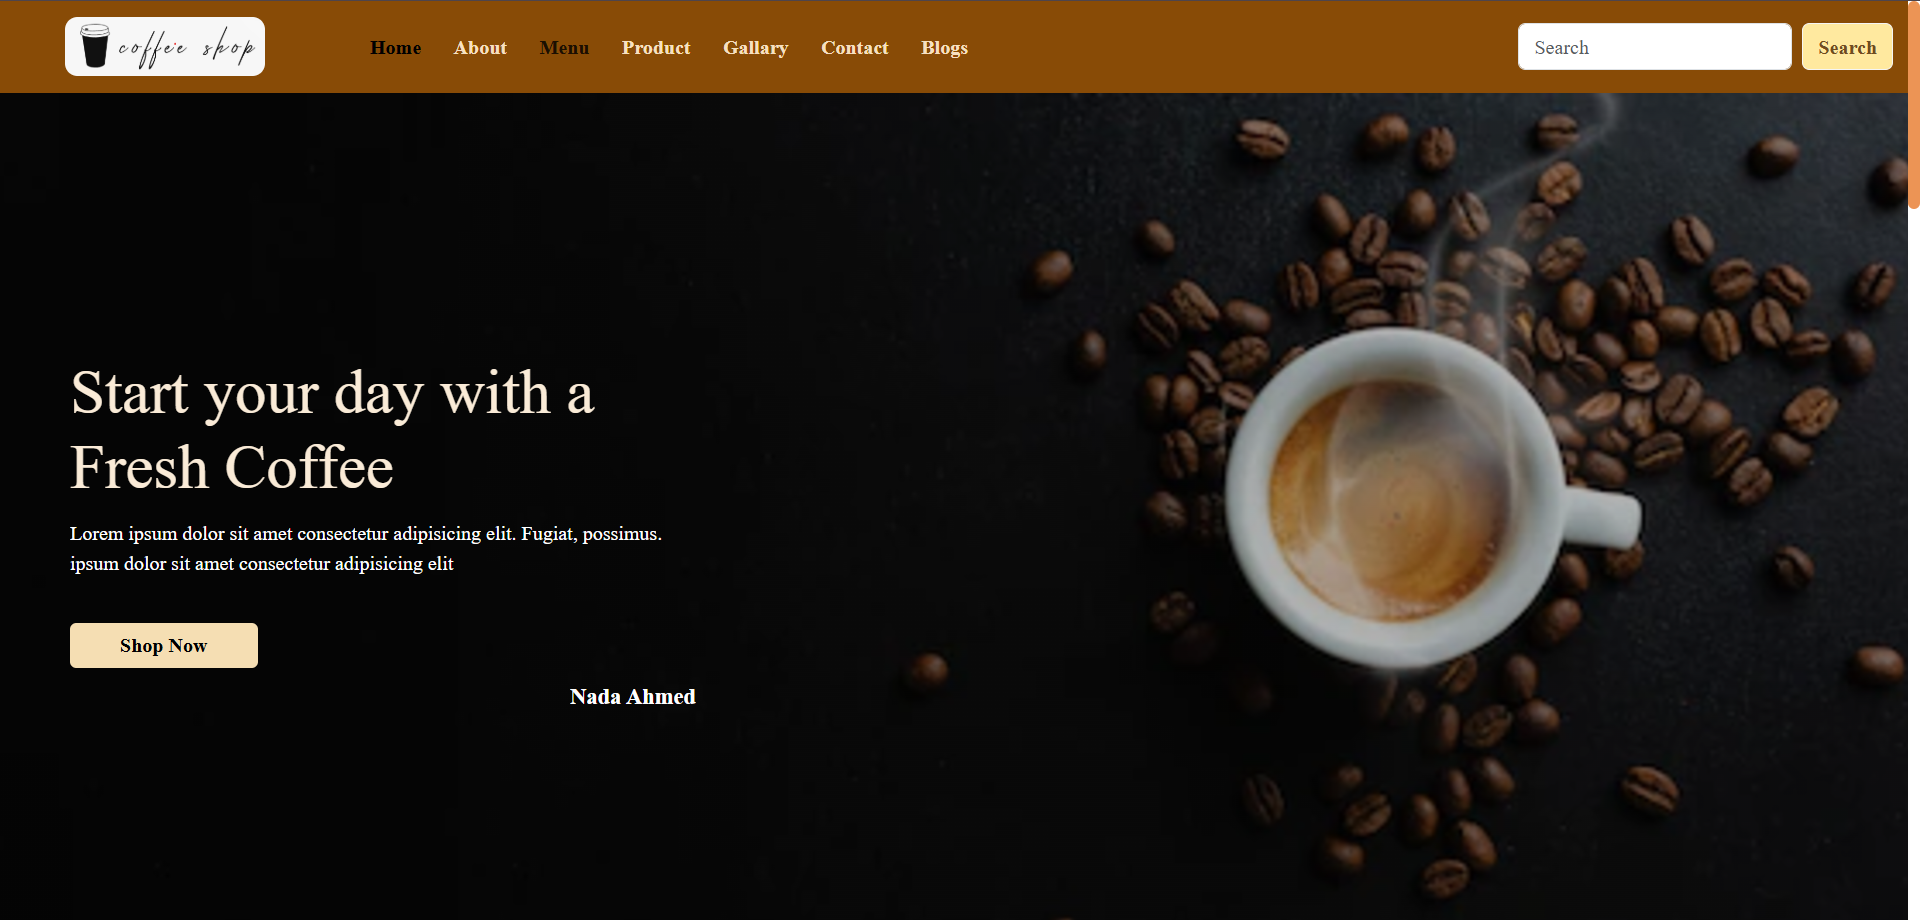 coffee shop
Home About Menu Product Gallary Contact Blogs
Search
Search
Start your day with a
Fresh Coffee
Lorem ipsum dolor sit amet consectetur adipisicing elit. Fugiat, possimus.
ipsum dolor sit amet consectetur adipisicing elit
Shop Now
Nada Ahmed